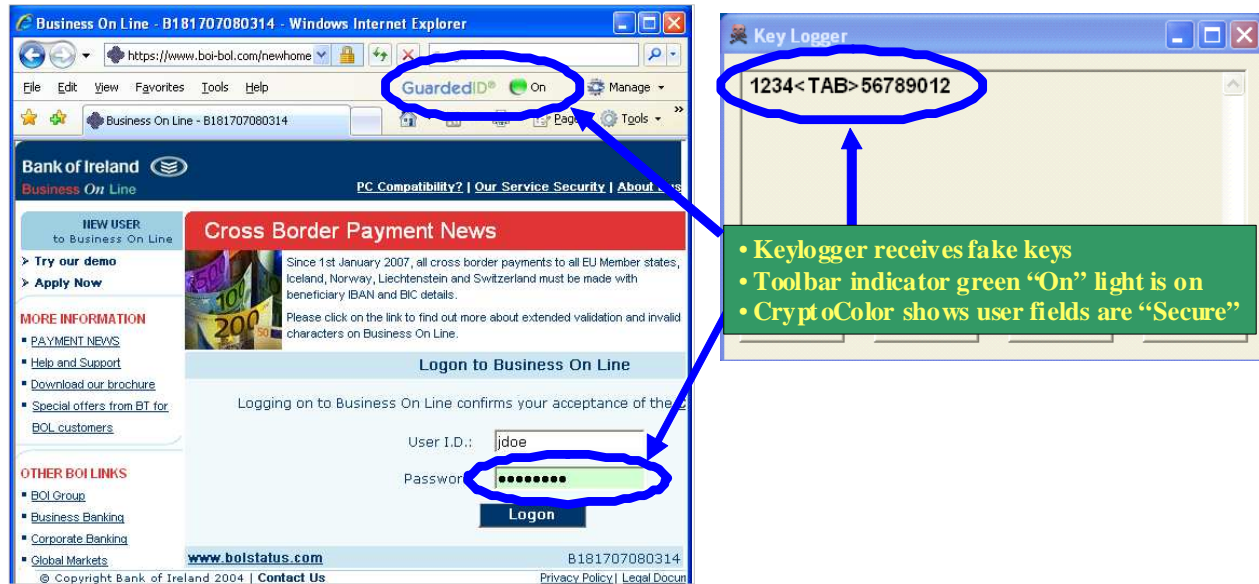 Business On Line - B181707080314 - Windows Internet Explorer
https://www.boi-bol.com/newhome
File Edit View Favorites Tools Help
GuardedID® On Manage
Business On Line - B181707080314
Page Tools
Bank of Ireland
Business On Line
PC Compatibility? | Our Service Security | About
NEW USER
to Business On Line
Try our demo
Apply Now
MORE INFORMATION
PAYMENT NEWS
Help and Support
Download our brochure
Special offers from BT for
BOL customers
OTHER BOI LINKS
BOI Group
Business Banking
Corporate Banking
Global Markets
Cross Border Payment News
Since 1st January 2007, all cross border payments to all EU Member states,
Iceland, Norway, Liechtenstein and Switzerland must be made with
beneficiary IBAN and BIC details.
Please click on the link to find out more about extended validation and invalid
characters on Business On Line.
500
100
200
50
Logon to Business On Line
Logging on to Business On Line confirms your acceptance of the
User I.D.: jdoe
Passwor
Logon
www.bolstatus.com B181707080314
© Copyright Bank of Ireland 2004 | Contact Us Privacy Policy | Legal Docum
Key Logger
1234<TAB>56789012
• Keylogger receives fake keys
• Toolbar indicator green “On” light is on
• CryptoColor shows user fields are “Secure”